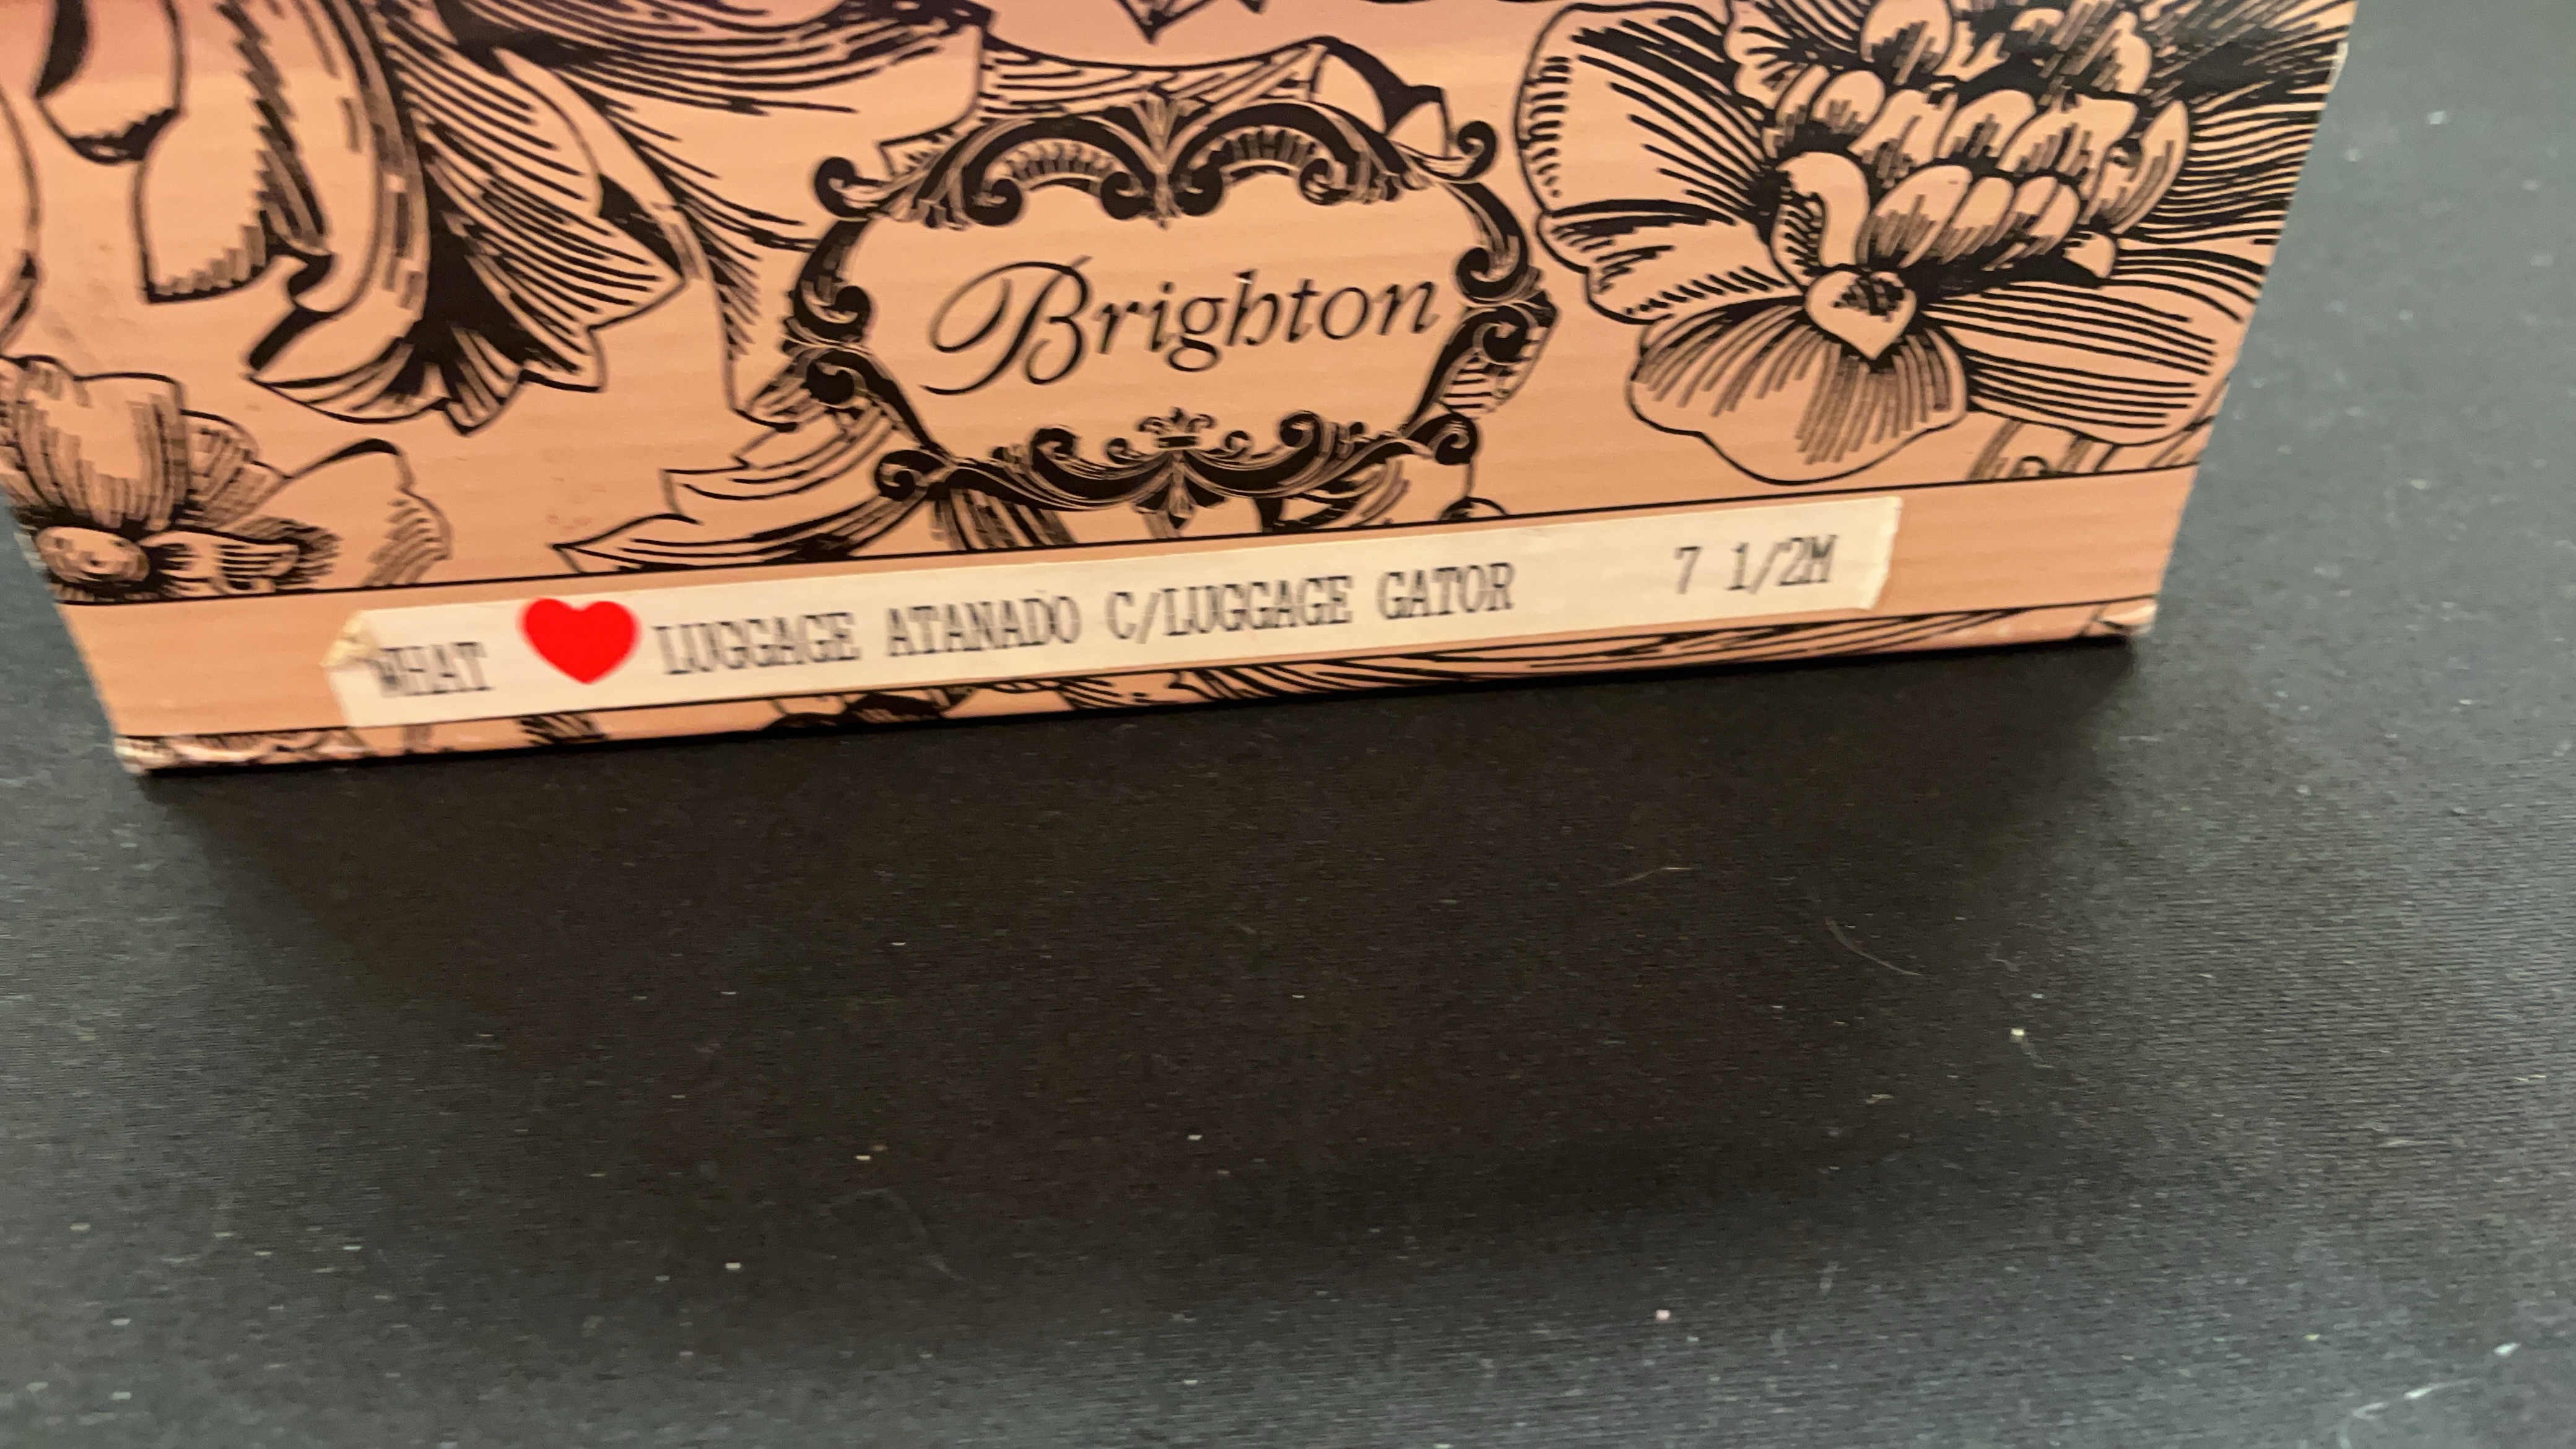 Brighton
WHAT ❤ LUGGAGE ATANADO C/LUGGAGE GATOR 7 1/2M